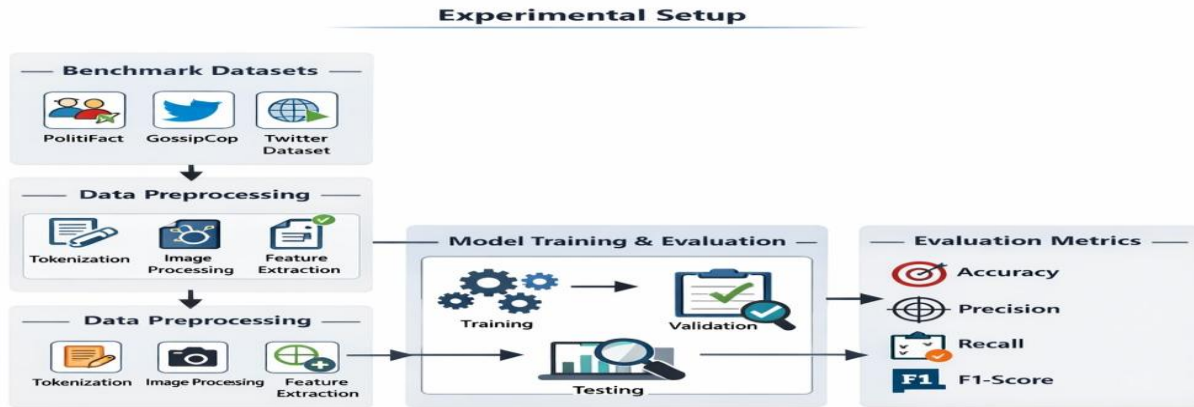 Experimental Setup
Benchmark Datasets
PolitiFact
GossipCop
Twitter
Dataset
Data Preprocessing
Tokenization
Image
Processing
Feature
Extraction
Data Preprocessing
Tokenization
Image Processing
Feature
Extraction
Model Training & Evaluation
Training
Validation
Testing
Evaluation Metrics
Accuracy
Precision
Recall
F1
F1-Score